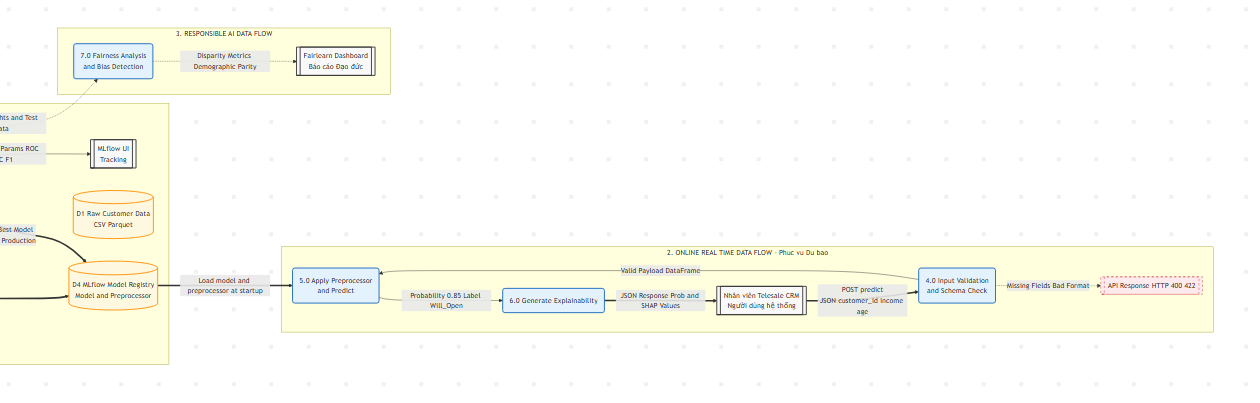 3. RESPONSIBLE AI DATA FLOW
7.0 Fairness Analysis
and Bias Detection
Disparity Metrics
Demographic Parity
Fairlearn Dashboard
Báo cáo Đạo đức
and Test
Params ROC
F1
MLflow UI
Tracking
D1 Raw Customer Data
CSV Parquet
Best Model
Production
D4 MLflow Model Registry
Model and Preprocessor
Load model and
preprocessor at startup
2. ONLINE REAL TIME DATA FLOW - Phuc vu Du bao
5.0 Apply Preprocessor
and Predict
Valid Payload DataFrame
Probability 0.85 Label
Will_Open
6.0 Generate Explainability
JSON Response Prob and
SHAP Values
Nhân viên Telesale CRM
Người dùng hệ thống
POST predict
JSON customer_id income
age
4.0 Input Validation
and Schema Check
Missing Fields Bad Format
API Response HTTP 400 422